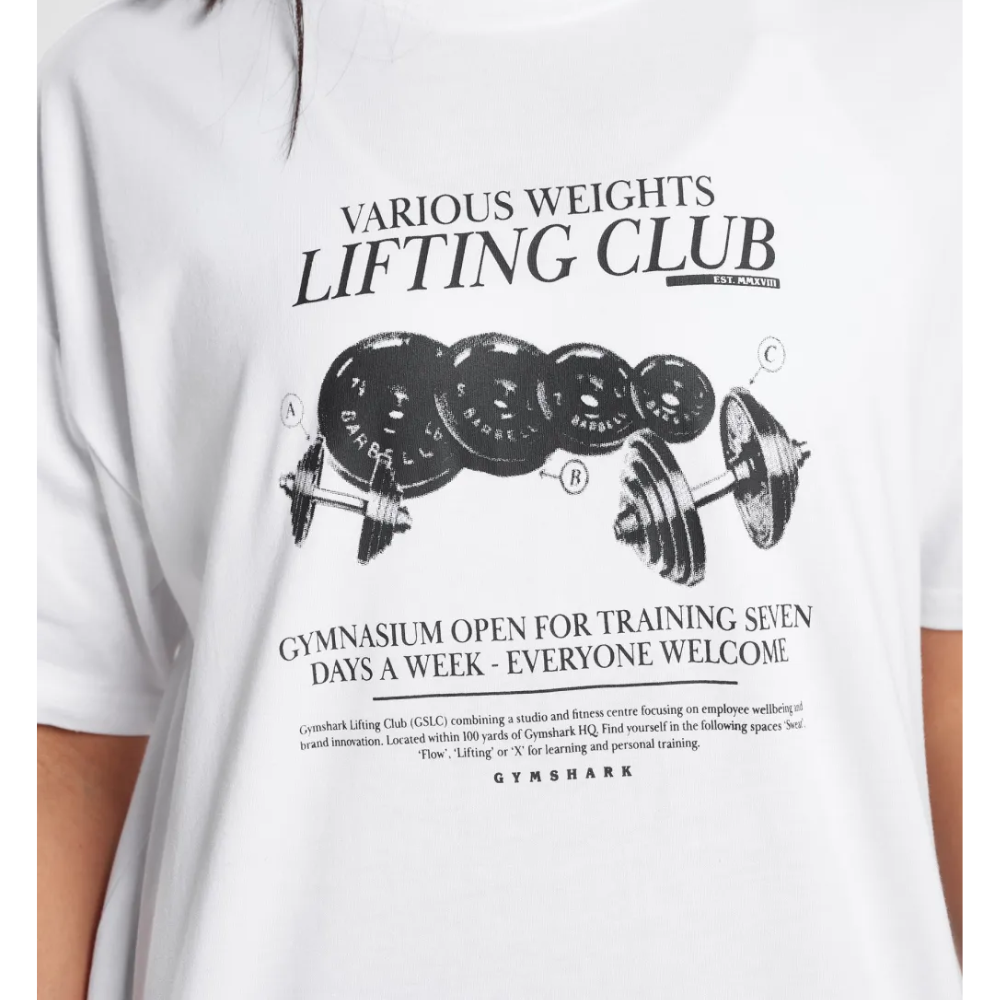 VARIOUS WEIGHTS
LIFTING CLUB
EST. MMXVIII
C
A
BARBELL
BARBELL
BARBELL
BARBELL
B
GYMNASIUM OPEN FOR TRAINING SEVEN
DAYS A WEEK - EVERYONE WELCOME
Gymshark Lifting Club (GSLC) combining a studio and fitness centre focusing on employee wellbeing and
brand innovation. Located within 100 yards of Gymshark HQ. Find yourself in the following spaces 'Sweat',
'Flow', 'Lifting' or 'X' for learning and personal training.
GYMSHARK